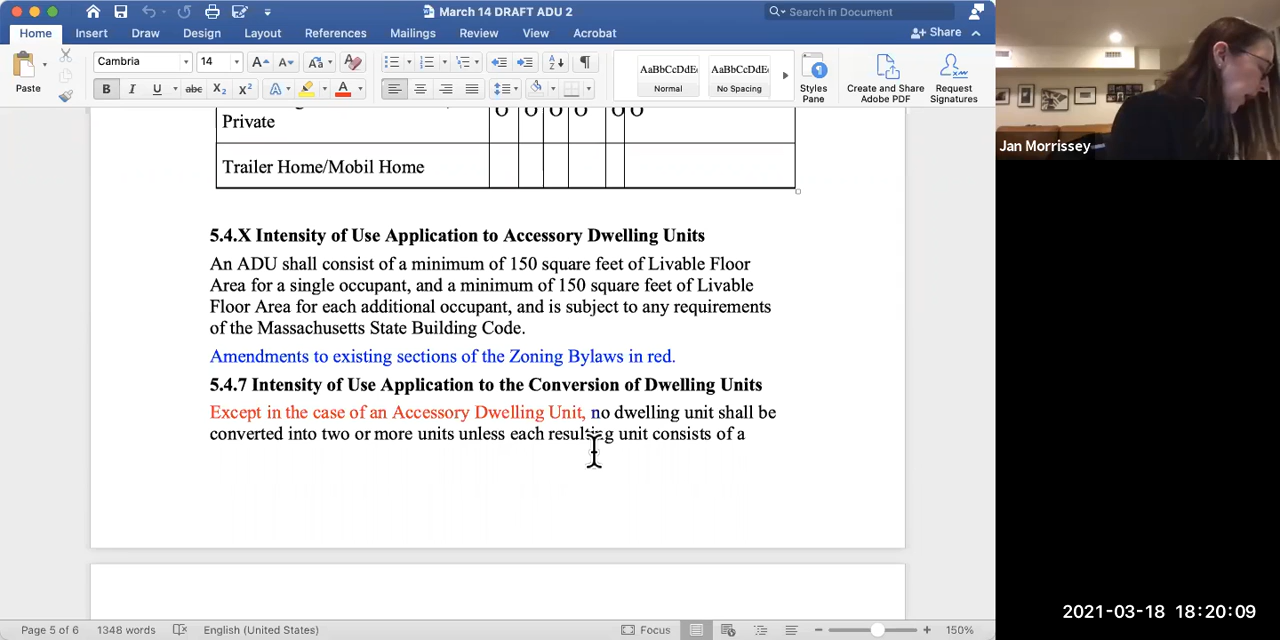 March 14 DRAFT ADU 2
Search in Document
Home Insert Draw Design Layout References Mailings Review View Acrobat
Share
Paste
Cambria 14
AaBbCcDdE AaBbCcDdE
Normal No Spacing
Styles Pane
Create and Share Adobe PDF
Request Signatures
Private
Trailer Home/Mobil Home
5.4.X Intensity of Use Application to Accessory Dwelling Units
An ADU shall consist of a minimum of 150 square feet of Livable Floor
Area for a single occupant, and a minimum of 150 square feet of Livable
Floor Area for each additional occupant, and is subject to any requirements
of the Massachusetts State Building Code.
Amendments to existing sections of the Zoning Bylaws in red.
5.4.7 Intensity of Use Application to the Conversion of Dwelling Units
Except in the case of an Accessory Dwelling Unit, no dwelling unit shall be
converted into two or more units unless each resulting unit consists of a
Page 5 of 6 1348 words English (United States) Focus 150%
Jan Morrissey
2021-03-18 18:20:09